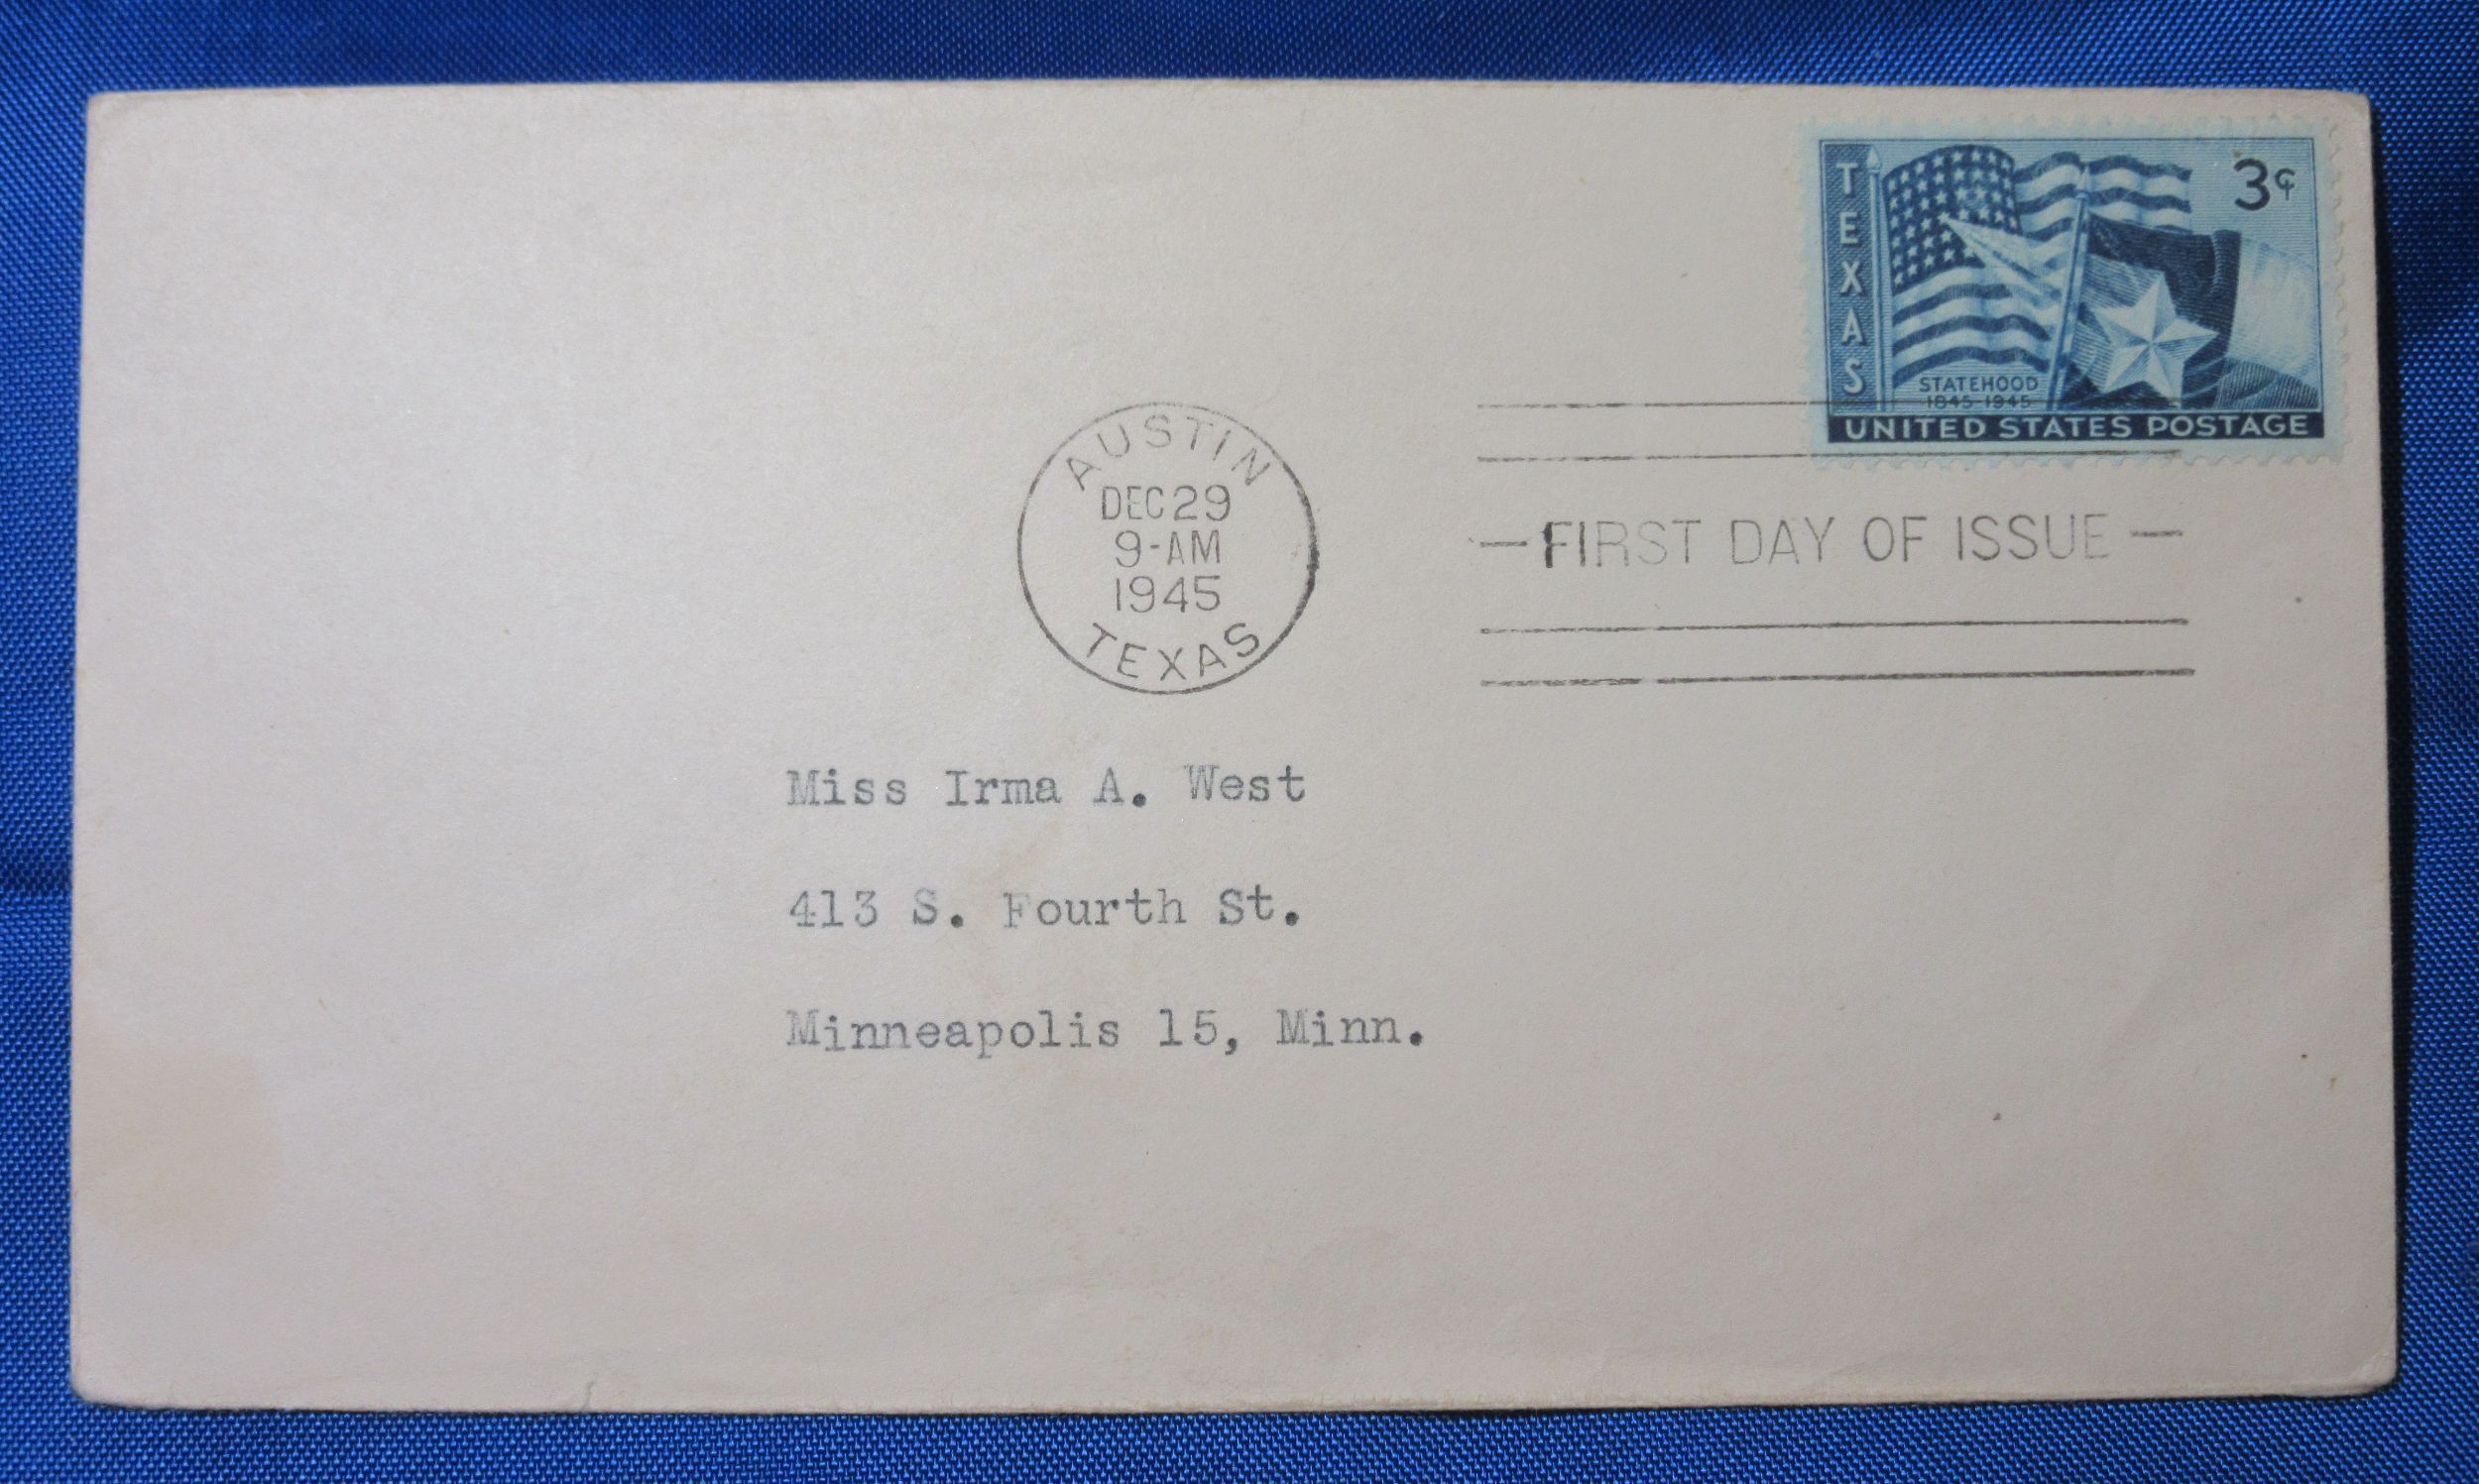 TEXAS
3¢
STATEHOOD
1845-1945
UNITED STATES POSTAGE
AUSTIN
DEC 29
9-AM
1945
TEXAS
— FIRST DAY OF ISSUE —
Miss Irma A. West
413 S. Fourth St.
Minneapolis 15, Minn.